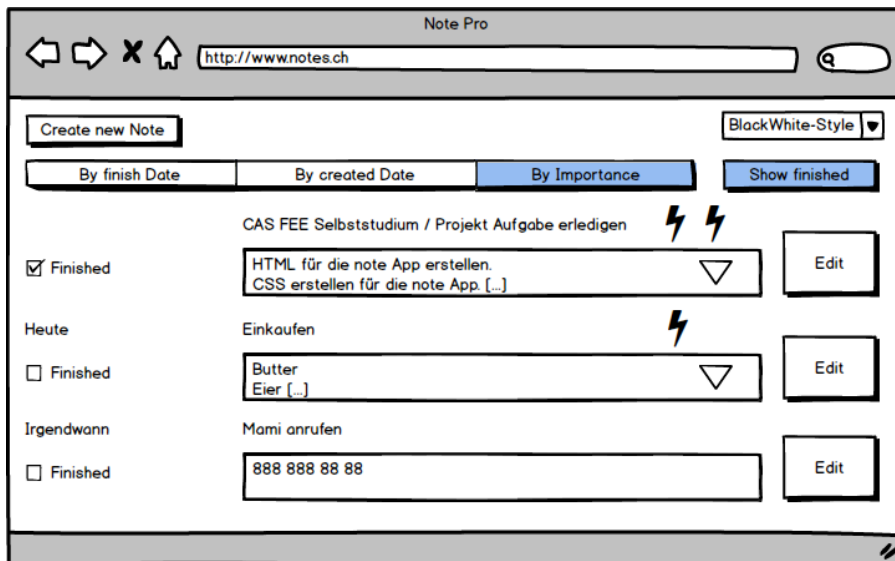 Note Pro
http://www.notes.ch
Create new Note
BlackWhite-Style
By finish Date
By created Date
By Importance
Show finished
CAS FEE Selbststudium / Projekt Aufgabe erledigen
Finished
HTML für die note App erstellen.
CSS erstellen für die note App. [...]
Edit
Heute
Einkaufen
Finished
Butter
Eier [...]
Edit
Irgendwann
Mami anrufen
Finished
888 888 88 88
Edit